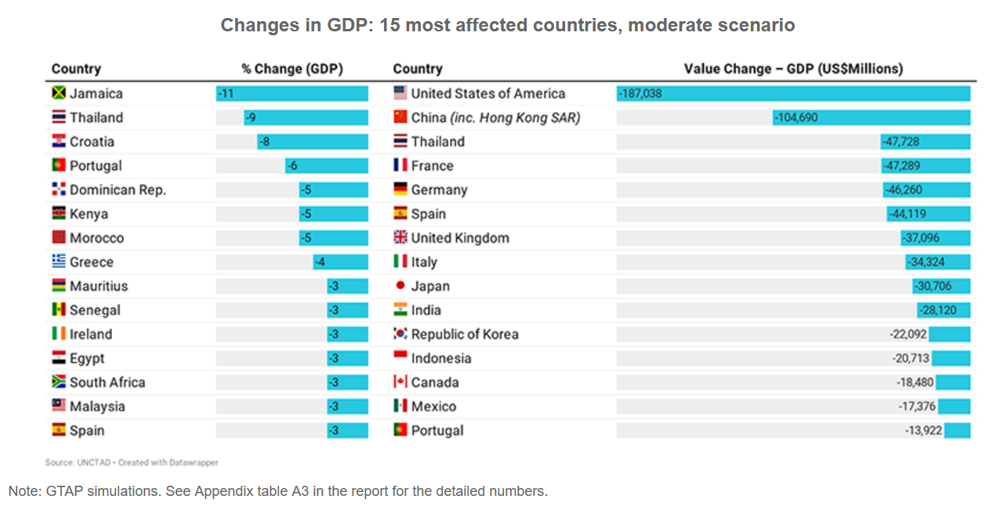 Changes in GDP: 15 most affected countries, moderate scenario
Country % Change (GDP) Country Value Change – GDP (US$Millions)
Jamaica -11 United States of America -187,038
Thailand -9 China (inc. Hong Kong SAR) -104,690
Croatia -8 Thailand -47,728
Portugal -6 France -47,289
Dominican Rep. -5 Germany -46,260
Kenya -5 Spain -44,119
Morocco -5 United Kingdom -37,096
Greece -4 Italy -34,324
Mauritius -3 Japan -30,706
Senegal -3 India -28,120
Ireland -3 Republic of Korea -22,092
Egypt -3 Indonesia -20,713
South Africa -3 Canada -18,480
Malaysia -3 Mexico -17,376
Spain -3 Portugal -13,922
Source: UNCTAD • Created with Datawrapper
Note: GTAP simulations. See Appendix table A3 in the report for the detailed numbers.